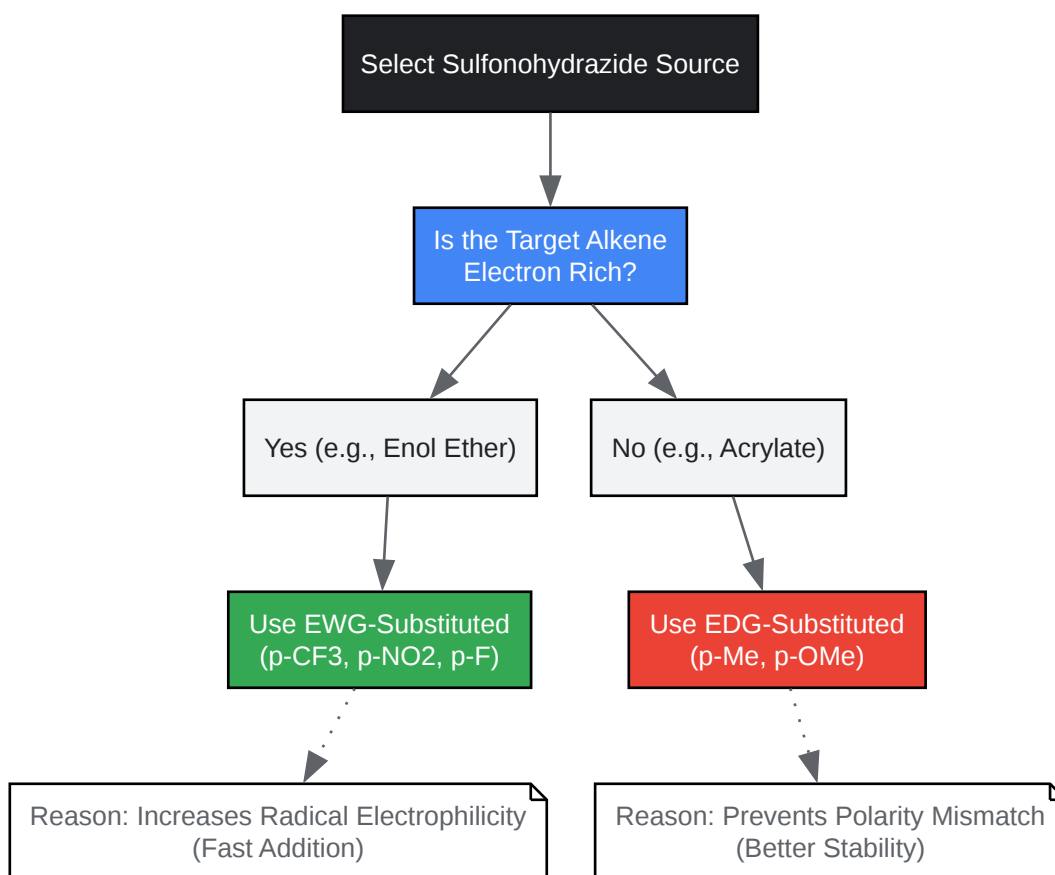 Select Sulfonohydrazide Source
Is the Target Alkene
Electron Rich?
Yes (e.g., Enol Ether)
No (e.g., Acrylate)
Use EWG-Substituted
(p-CF3, p-NO2, p-F)
Use EDG-Substituted
(p-Me, p-OMe)
Reason: Increases Radical Electrophilicity
(Fast Addition)
Reason: Prevents Polarity Mismatch
(Better Stability)